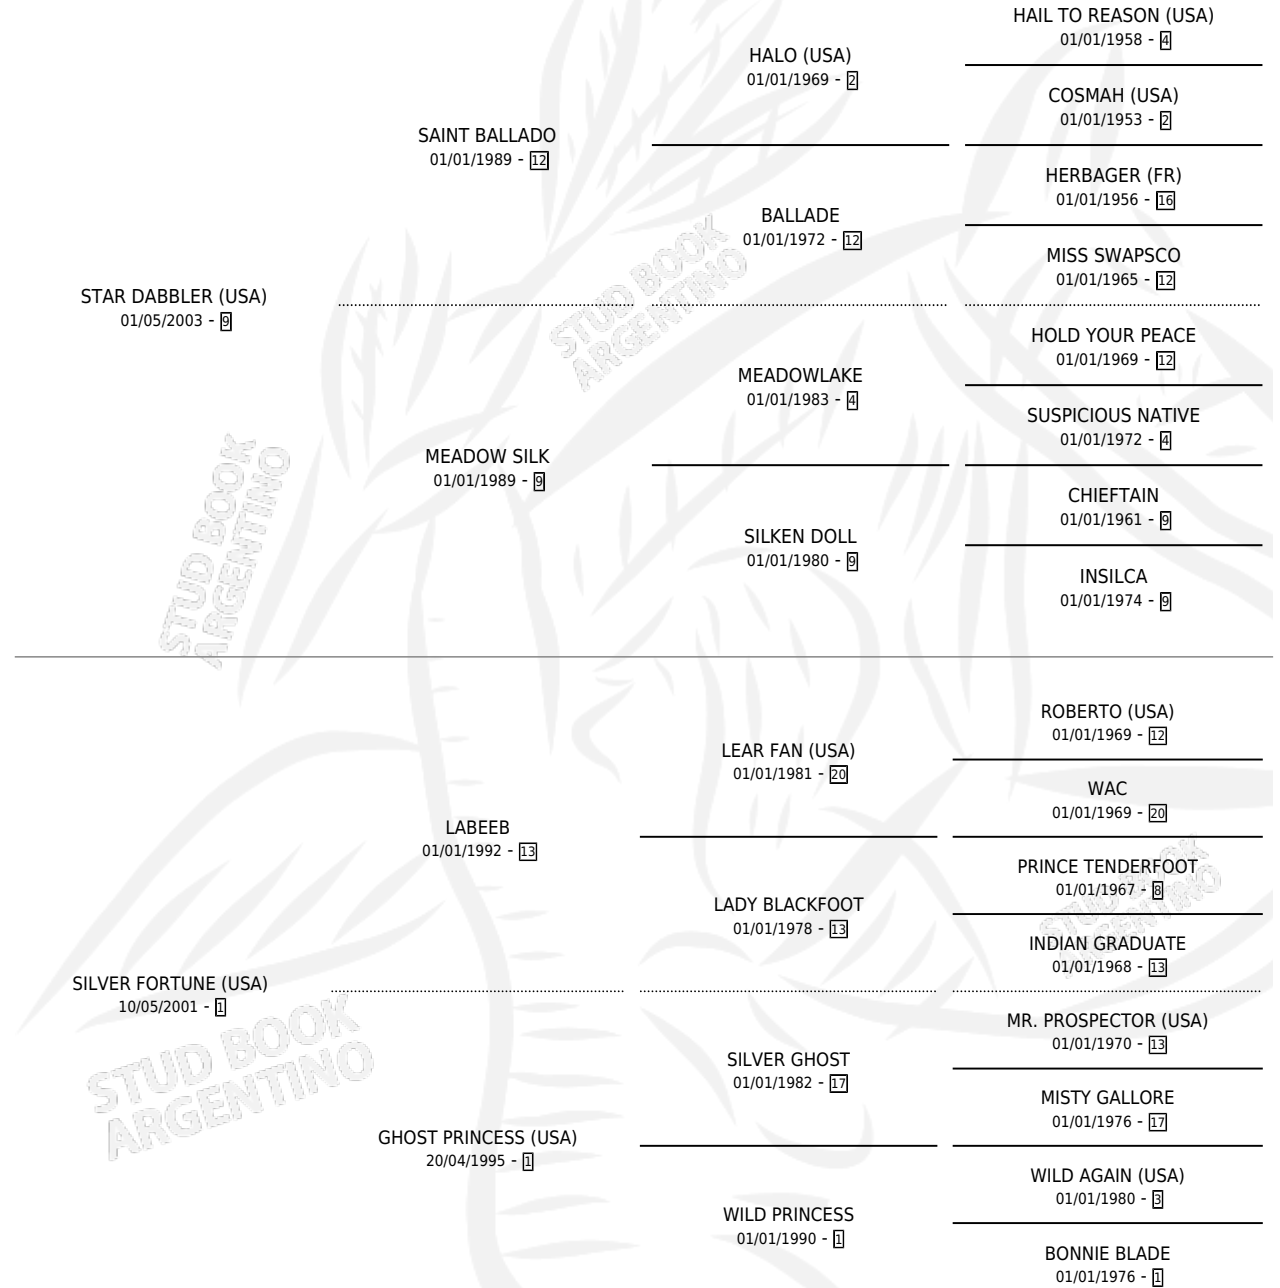 HAIL TO REASON (USA)
01/01/1958 - 4
HALO (USA)
01/01/1969 - 2
COSMAH (USA)
01/01/1953 - 2
SAINT BALLADO
01/01/1989 - 12
HERBAGER (FR)
01/01/1956 - 16
BALLADE
01/01/1972 - 12
MISS SWAPSCO
01/01/1965 - 12
STAR DABBLER (USA)
01/05/2003 - 9
STUD BOOK
ARGENTINO
HOLD YOUR PEACE
01/01/1969 - 12
MEADOWLAKE
01/01/1983 - 4
SUSPICIOUS NATIVE
01/01/1972 - 4
MEADOW SILK
01/01/1989 - 9
CHIEFTAIN
01/01/1961 - 9
SILKEN DOLL
01/01/1980 - 9
INSILCA
01/01/1974 - 9
STUD BOOK
ARGENTINO
ROBERTO (USA)
01/01/1969 - 12
LEAR FAN (USA)
01/01/1981 - 20
WAC
01/01/1969 - 20
LABEEB
01/01/1992 - 13
PRINCE TENDERFOOT
01/01/1967 - 8
LADY BLACKFOOT
01/01/1978 - 13
INDIAN GRADUATE
01/01/1968 - 13
STUD BOOK
ARGENTINO
SILVER FORTUNE (USA)
10/05/2001 - 1
MR. PROSPECTOR (USA)
01/01/1970 - 13
SILVER GHOST
01/01/1982 - 17
MISTY GALLORE
01/01/1976 - 17
STUD BOOK
ARGENTINO
GHOST PRINCESS (USA)
20/04/1995 - 1
WILD AGAIN (USA)
01/01/1980 - 3
WILD PRINCESS
01/01/1990 - 1
BONNIE BLADE
01/01/1976 - 1